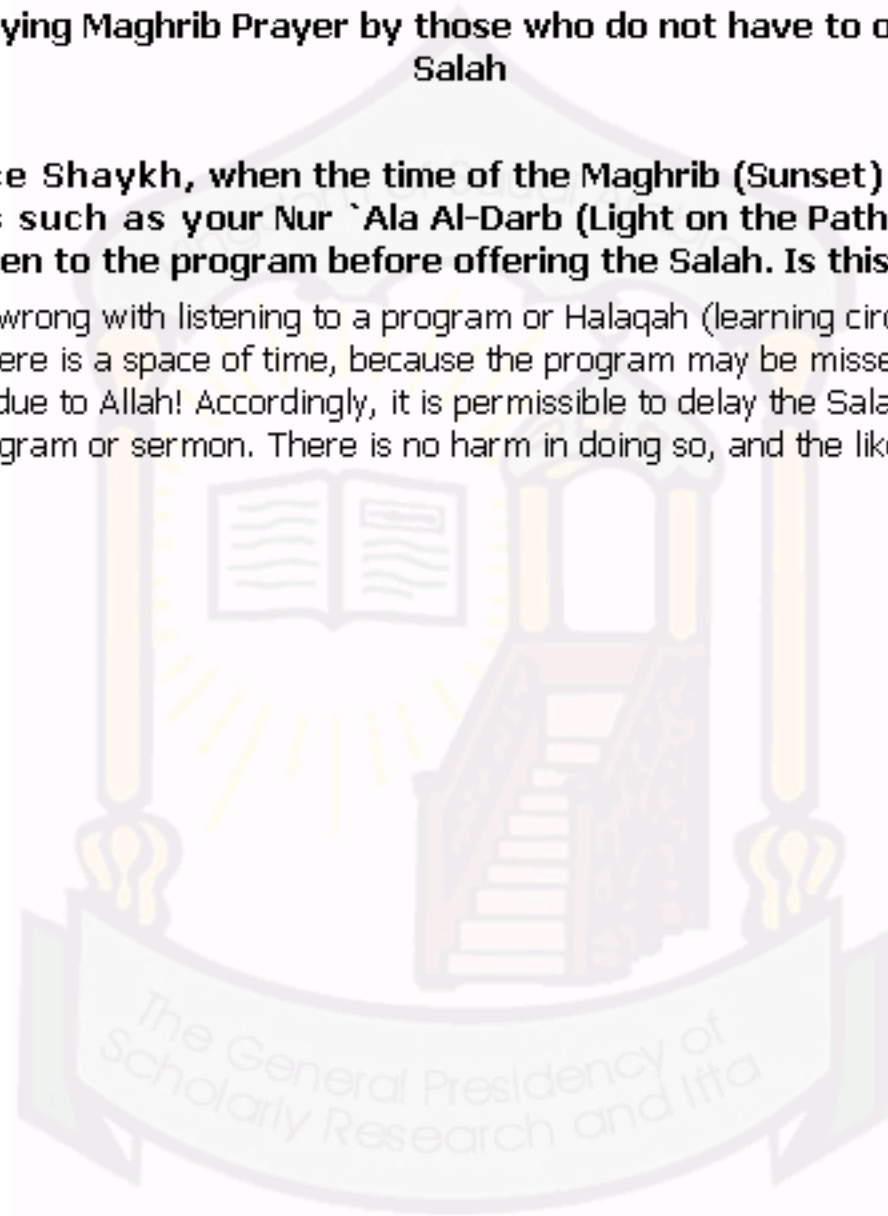 ying Maghrib Prayer by those who do not have to o
Salah
ce Shaykh, when the time of the Maghrib (Sunset)
s such as your Nur `Ala Al-Darb (Light on the Path
en to the program before offering the Salah. Is this
wrong with listening to a program or Halaqah (learning circ
ere is a space of time, because the program may be misse
due to Allah! Accordingly, it is permissible to delay the Sala
gram or sermon. There is no harm in doing so, and the like
The General Presidency of
Scholarly Research and Ifta